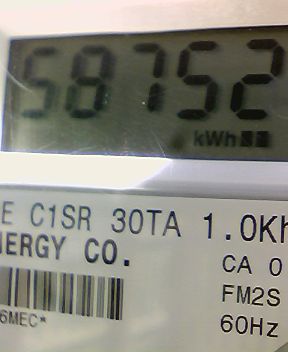 58752
kWh
E C1SR 30TA 1.0Kh
NERGY CO.
CA 0
FM2S
6MEC*
60Hz